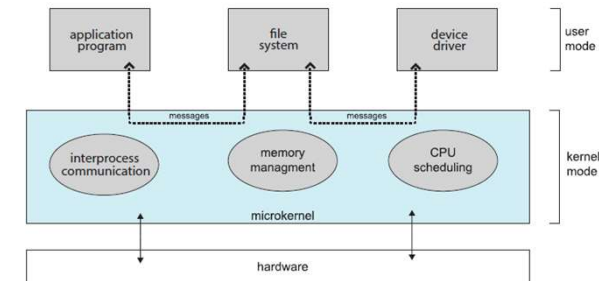 application
program
file
system
device
driver
user
mode
messages
messages
interprocess
communication
memory
managment
CPU
scheduling
kernel
mode
microkernel
hardware